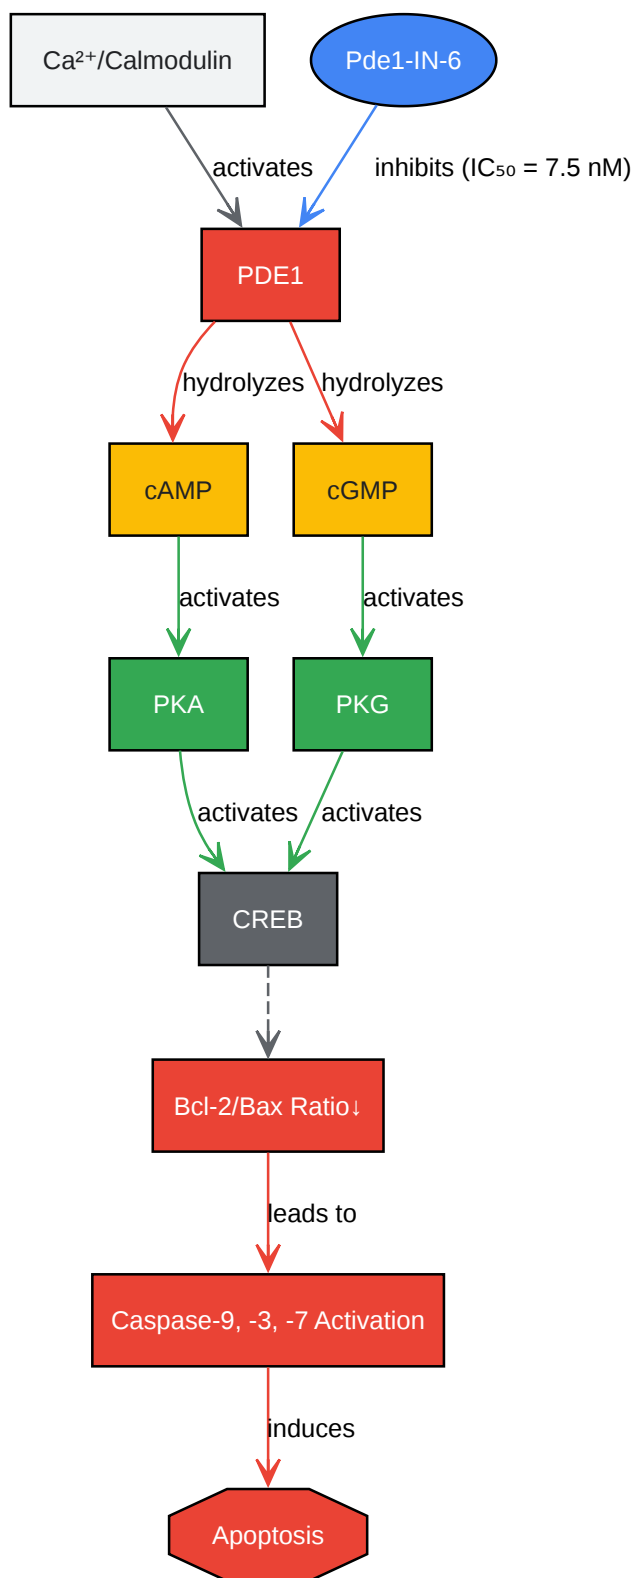 Ca²⁺/Calmodulin
Pde1-IN-6
activates
inhibits (IC₅₀ = 7.5 nM)
PDE1
hydrolyzes
hydrolyzes
cAMP
cGMP
activates
activates
PKA
PKG
activates
activates
CREB
Bcl-2/Bax Ratio↓
leads to
Caspase-9, -3, -7 Activation
induces
Apoptosis